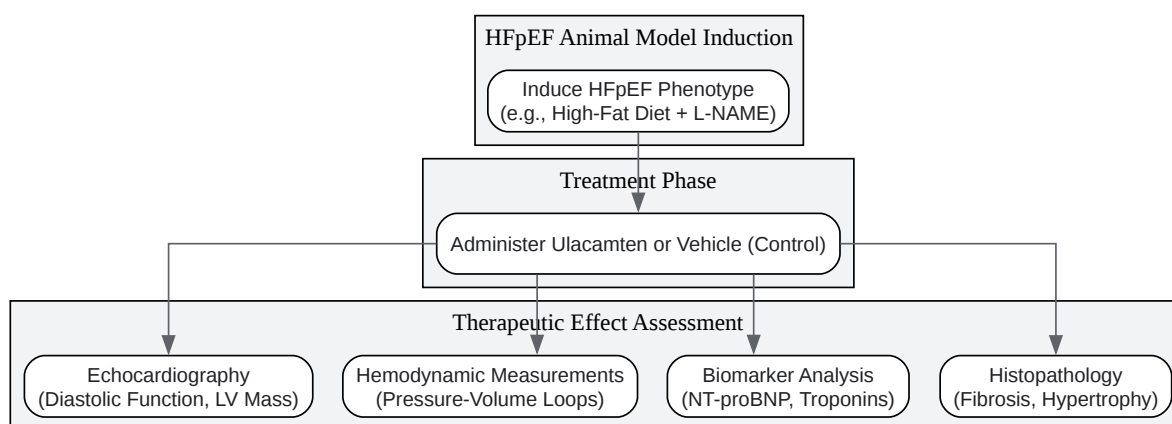 HFpEF Animal Model Induction
Induce HFpEF Phenotype
(e.g., High-Fat Diet + L-NAME)
Treatment Phase
Administer Ulacamten or Vehicle (Control)
Therapeutic Effect Assessment
Echocardiography
(Diastolic Function, LV Mass)
Hemodynamic Measurements
(Pressure-Volume Loops)
Biomarker Analysis
(NT-proBNP, Troponins)
Histopathology
(Fibrosis, Hypertrophy)